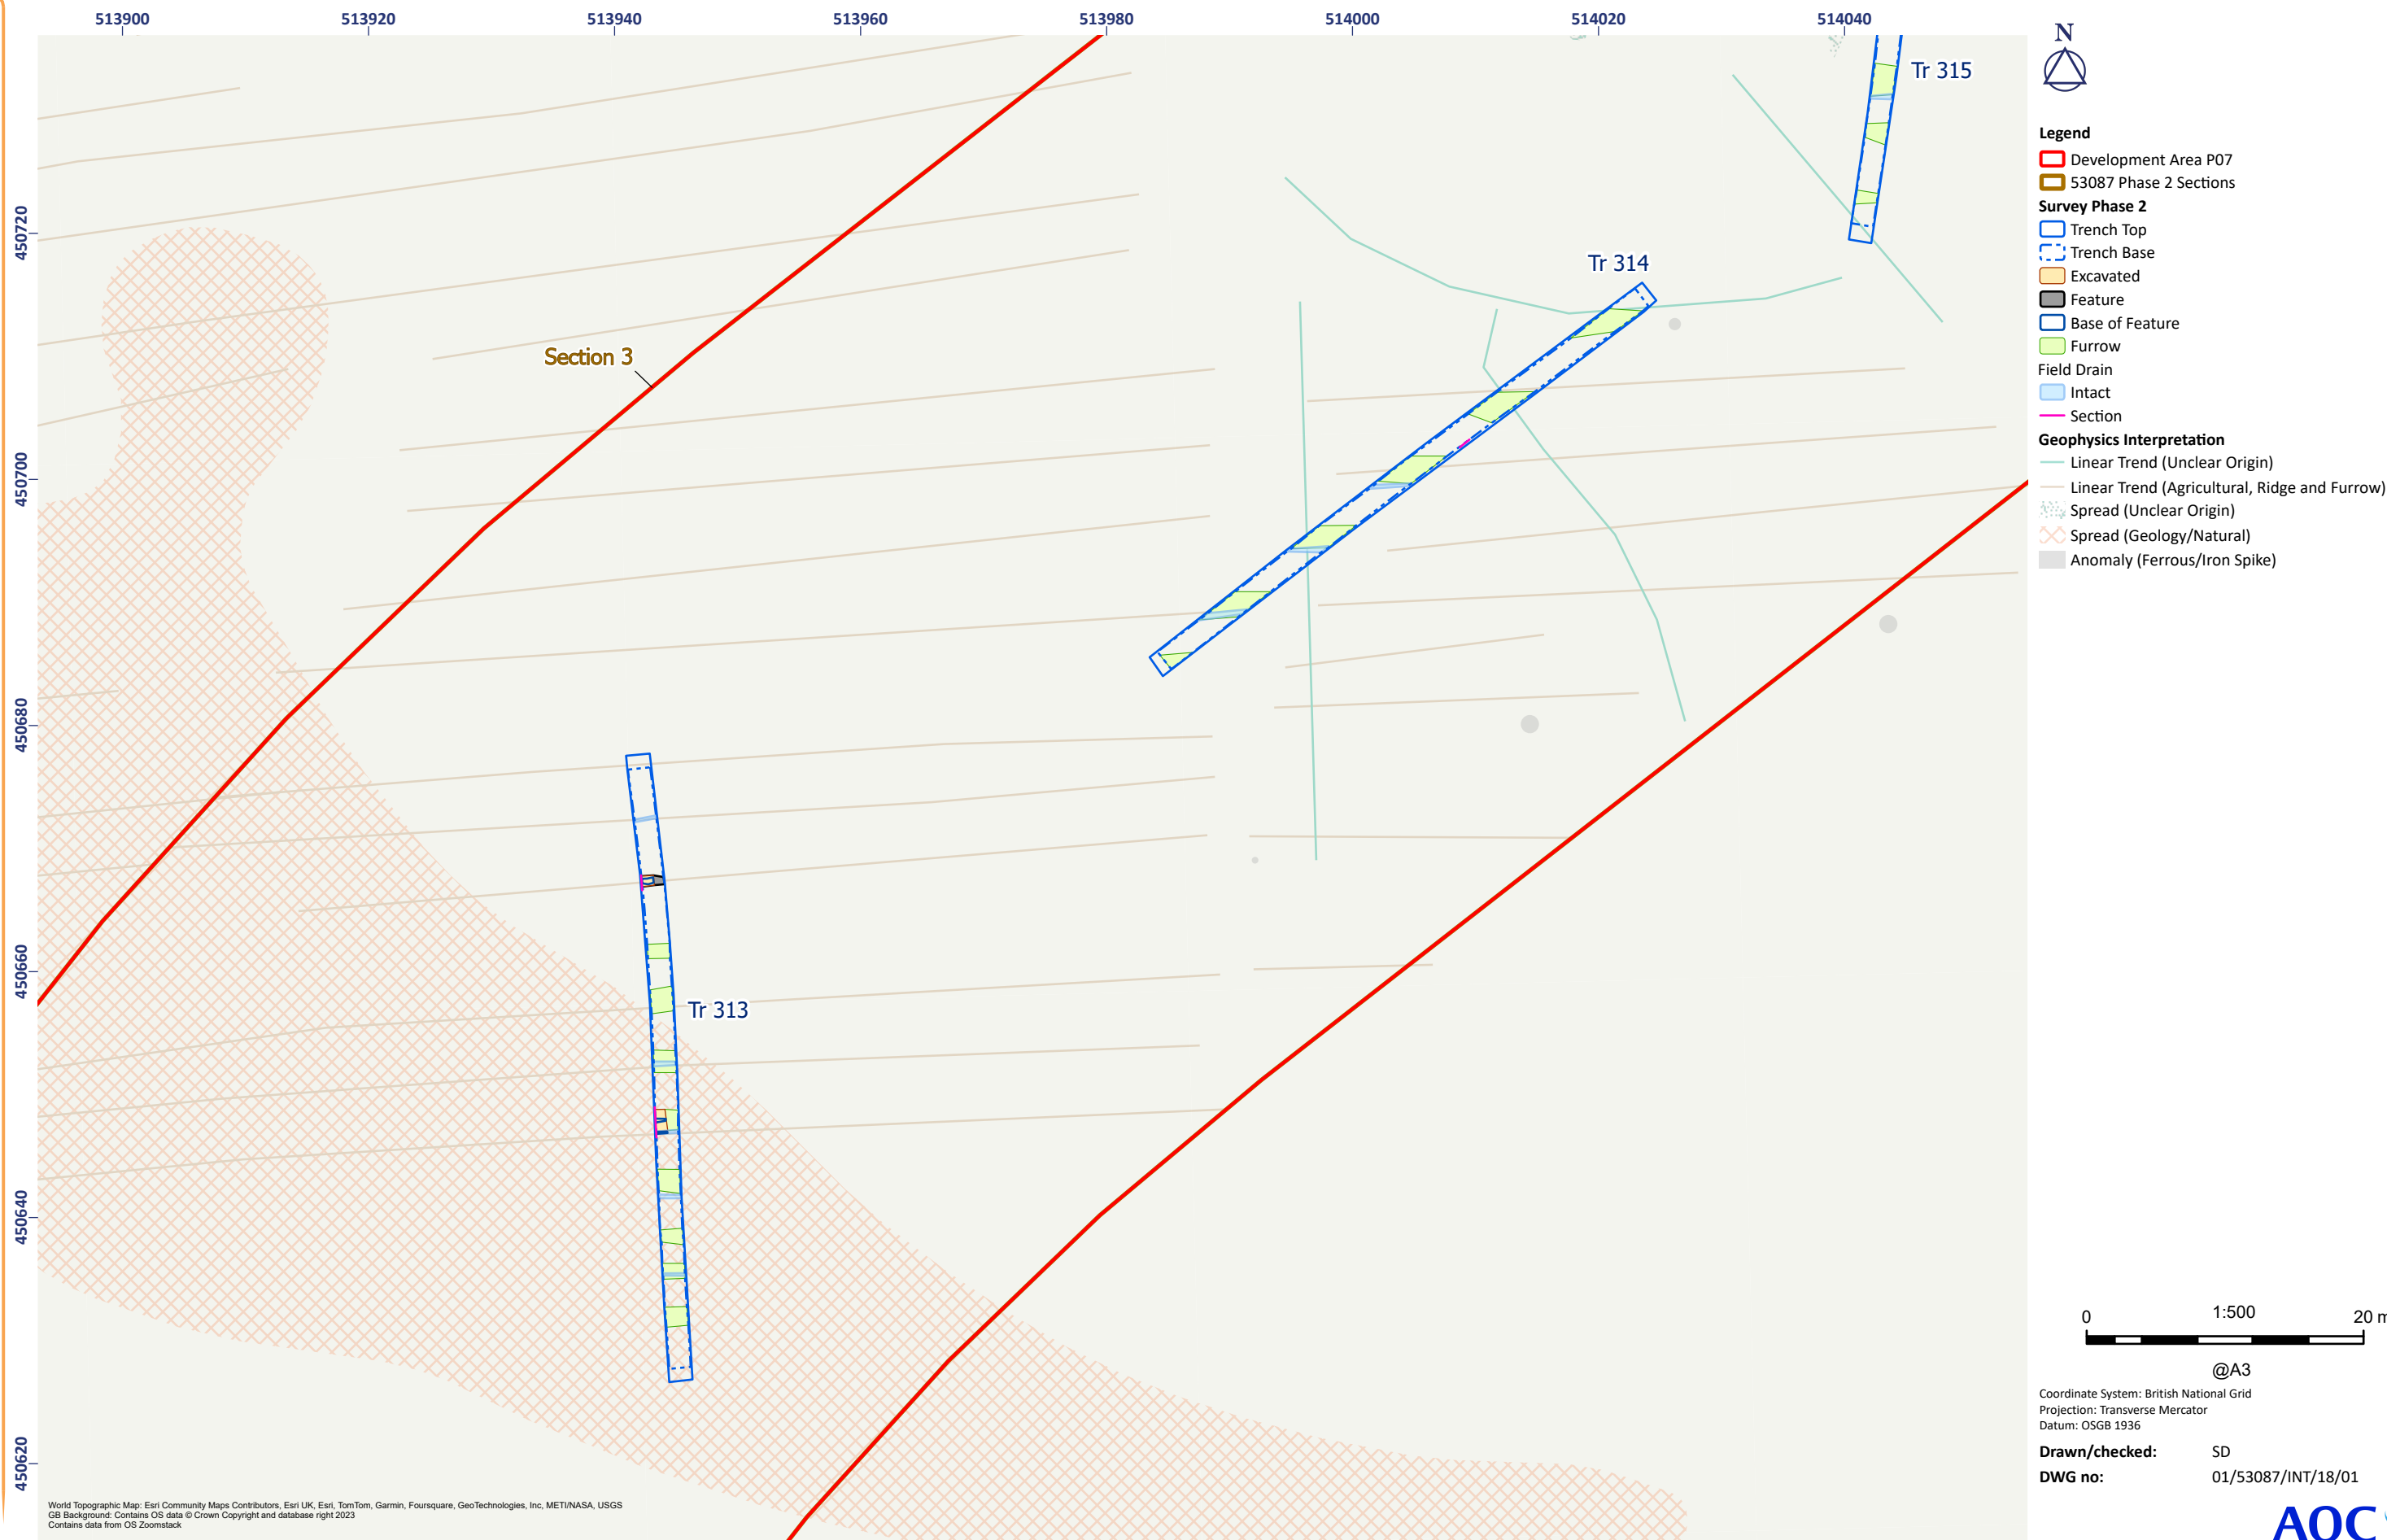 513900 513920 513940 513960 513980 514000 514020 514040
450720
450700
450680
450660
450640
450620
Tr 315
Tr 314
Section 3
Tr 313
N
Legend
Development Area P07
53087 Phase 2 Sections
Survey Phase 2
Trench Top
Trench Base
Excavated
Feature
Base of Feature
Furrow
Field Drain
Intact
Section
Geophysics Interpretation
Linear Trend (Unclear Origin)
Linear Trend (Agricultural, Ridge and Furrow)
Spread (Unclear Origin)
Spread (Geology/Natural)
Anomaly (Ferrous/Iron Spike)
0 1:500 20 m
@A3
Coordinate System: British National Grid
Projection: Transverse Mercator
Datum: OSGB 1936
Drawn/checked: SD
DWG no: 01/53087/INT/18/01
AOC
World Topographic Map: Esri Community Maps Contributors, Esri UK, Esri, TomTom, Garmin, Foursquare, GeoTechnologies, Inc, METI/NASA, USGS
GB Background: Contains OS data © Crown Copyright and database right 2023
Contains data from OS Zoomstack